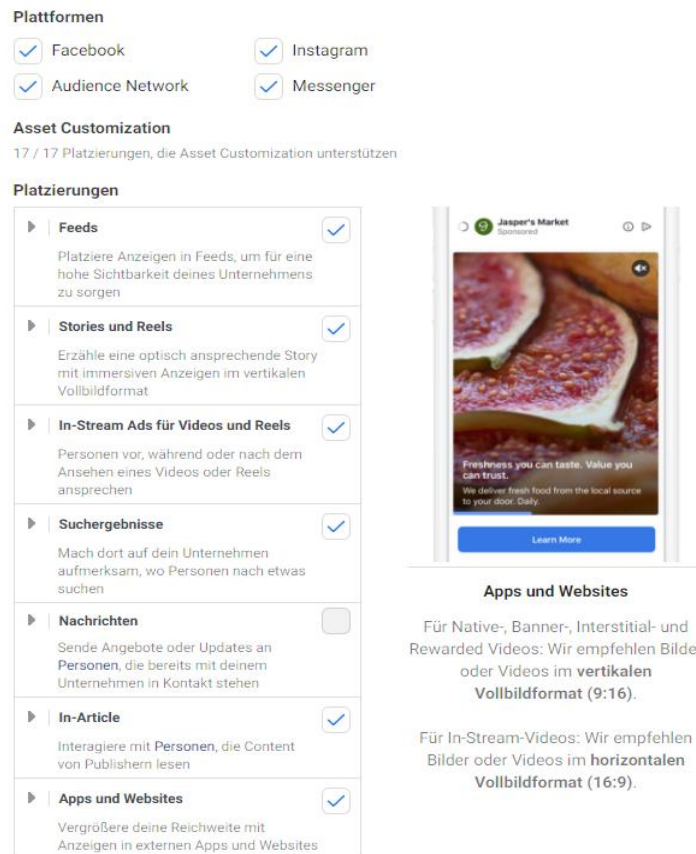 Plattformen
Facebook
Instagram
Audience Network
Messenger
Asset Customization
17 / 17 Platzierungen, die Asset Customization unterstützen
Platzierungen
Feeds
Platziere Anzeigen in Feeds, um für eine
hohe Sichtbarkeit deines Unternehmens
zu sorgen
Stories und Reels
Erzähle eine optisch ansprechende Story
mit immersiven Anzeigen im vertikalen
Vollbildformat
In-Stream Ads für Videos und Reels
Personen vor, während oder nach dem
Ansehen eines Videos oder Reels
ansprechen
Suchergebnisse
Mach dort auf dein Unternehmen
aufmerksam, wo Personen nach etwas
suchen
Nachrichten
Sende Angebote oder Updates an
Personen, die bereits mit deinem
Unternehmen in Kontakt stehen
In-Article
Interagiere mit Personen, die Content
von Publishern lesen
Apps und Websites
Vergrößere deine Reichweite mit
Anzeigen in externen Apps und Websites
Jasper's Market
Sponsored
Freshness you can taste. Value you
can trust.
We deliver fresh food from the local source
to your door. Daily.
Learn More
Apps und Websites
Für Native-, Banner-, Interstitial- und
Rewarded Videos: Wir empfehlen Bilde
oder Videos im vertikalen
Vollbildformat (9:16).
Für In-Stream-Videos: Wir empfehlen
Bilder oder Videos im horizontalen
Vollbildformat (16:9).